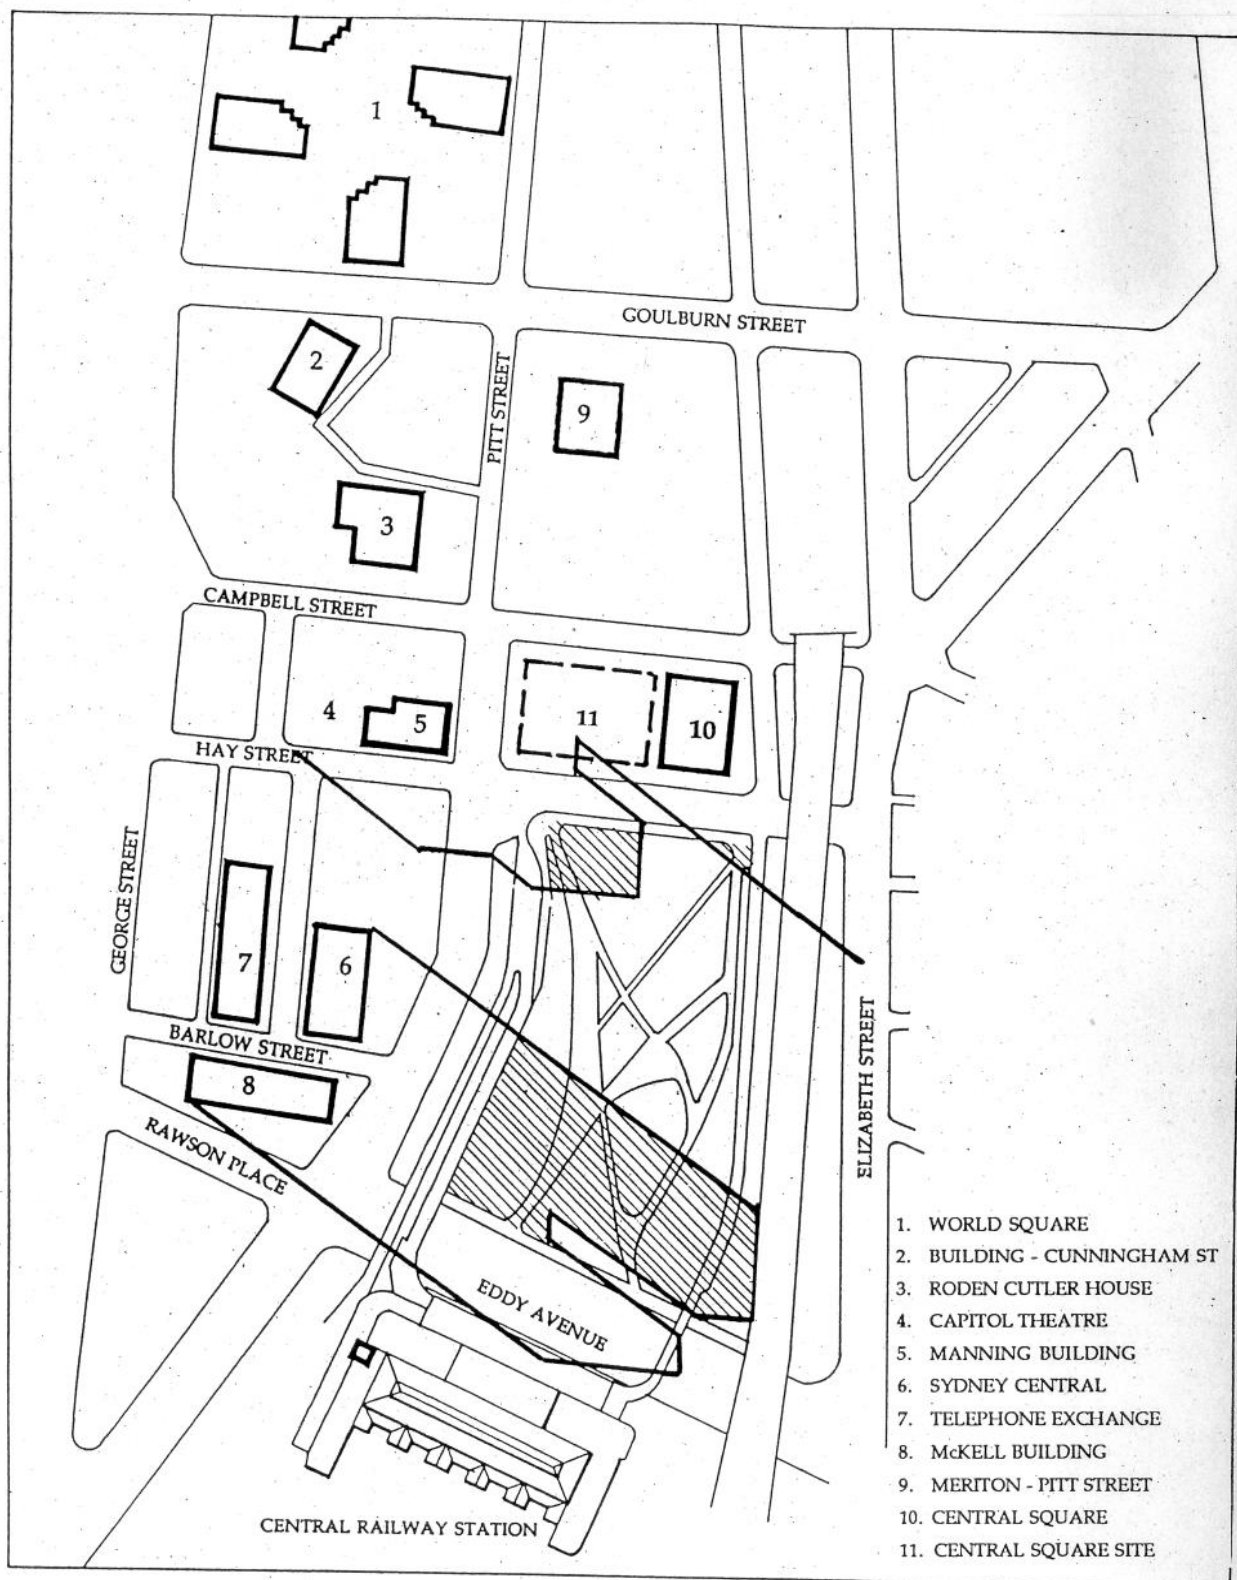 1
2
GOULBURN STREET
PITT STREET
9
3
CAMPBELL STREET
4
5
11
10
HAY STREET
GEORGE STREET
7
6
BARLOW STREET
8
ELIZABETH STREET
RAWSON PLACE
EDDY AVENUE
CENTRAL RAILWAY STATION
1. WORLD SQUARE
2. BUILDING - CUNNINGHAM ST
3. RODEN CUTLER HOUSE
4. CAPITOL THEATRE
5. MANNING BUILDING
6. SYDNEY CENTRAL
7. TELEPHONE EXCHANGE
8. McKELL BUILDING
9. MERITON - PITT STREET
10. CENTRAL SQUARE
11. CENTRAL SQUARE SITE